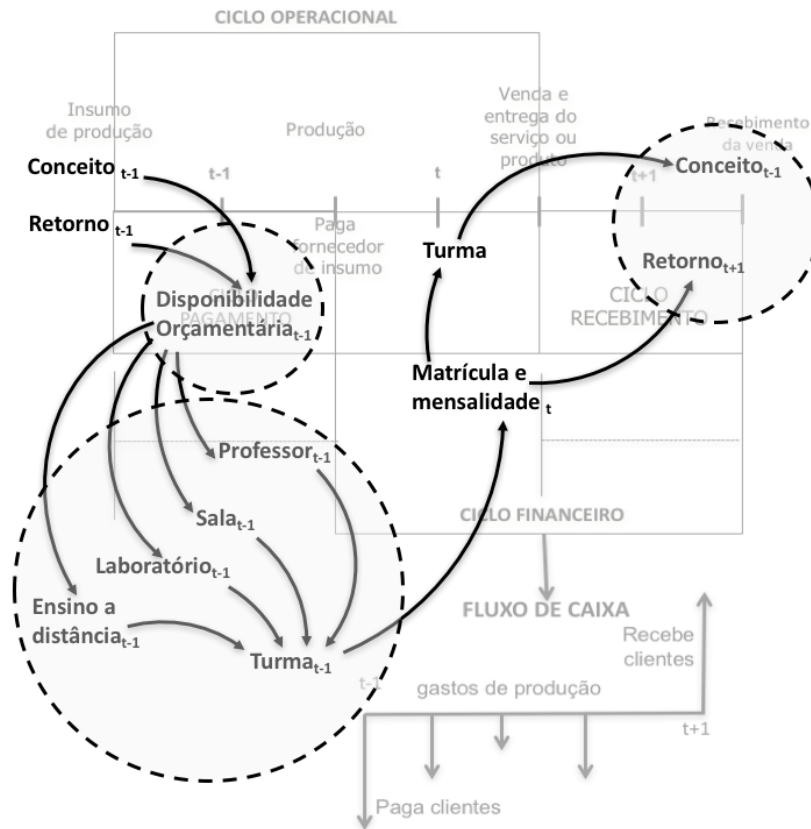 CICLO OPERACIONAL
Insumo
de produção
Produção
Venda e
entrega do
serviço ou
produto
Recebimento
da venda
Conceito t-1
t-1
t
t+1
Conceito t-1
Retorno t-1
Paga
fornecedor
de insumo
Turma
Retorno t+1
Disponibilidade
Orçamentária t-1
CICLO
PAGAMENTO
CICLO
RECEBIMENTO
Matrícula e
mensalidade t
Professor t-1
Sala t-1
CICLO FINANCEIRO
Laboratório t-1
Ensino a
distância t-1
FLUXO DE CAIXA
Recebe
clientes
Turma t-1
t-1
gastos de produção
t+1
Paga clientes